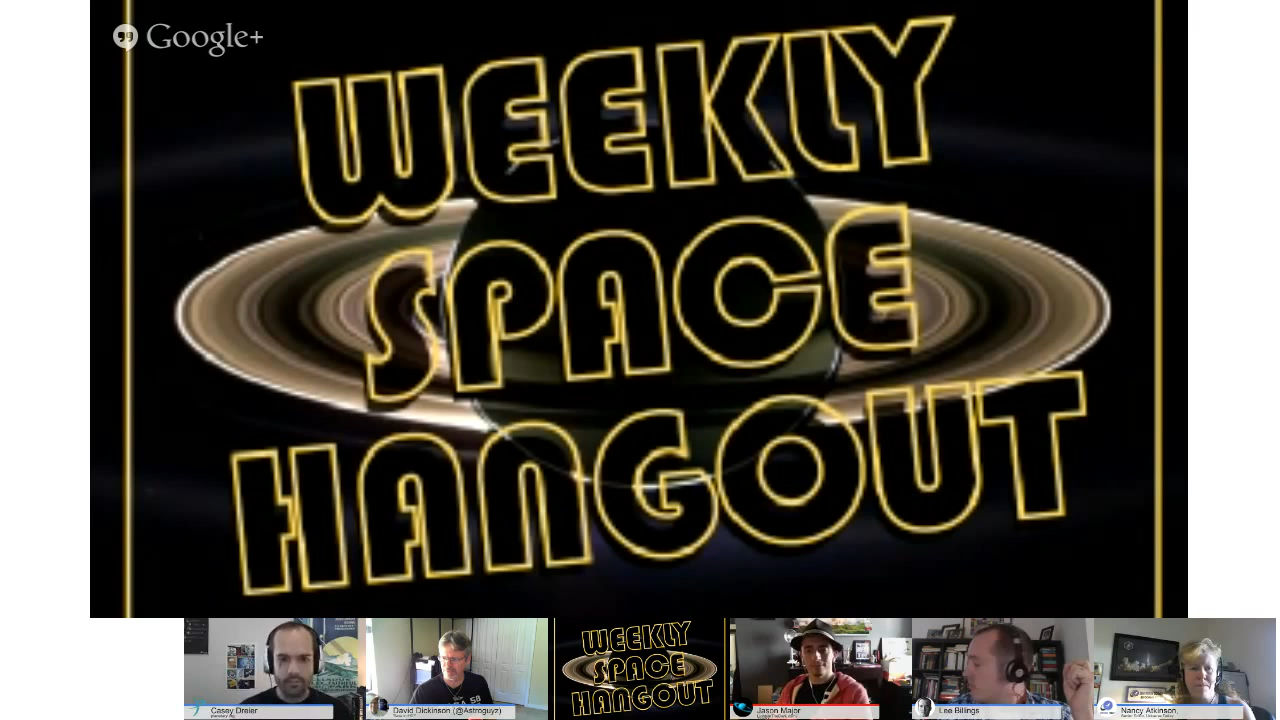 Google+
WEEKLY
SPACE
HANGOUT
WEEKLY
SPACE
HANGOUT
Casey Dreier
David Dickinson (@Astroguyz)
Jason Major
Lee Billings
Nancy Atkinson,